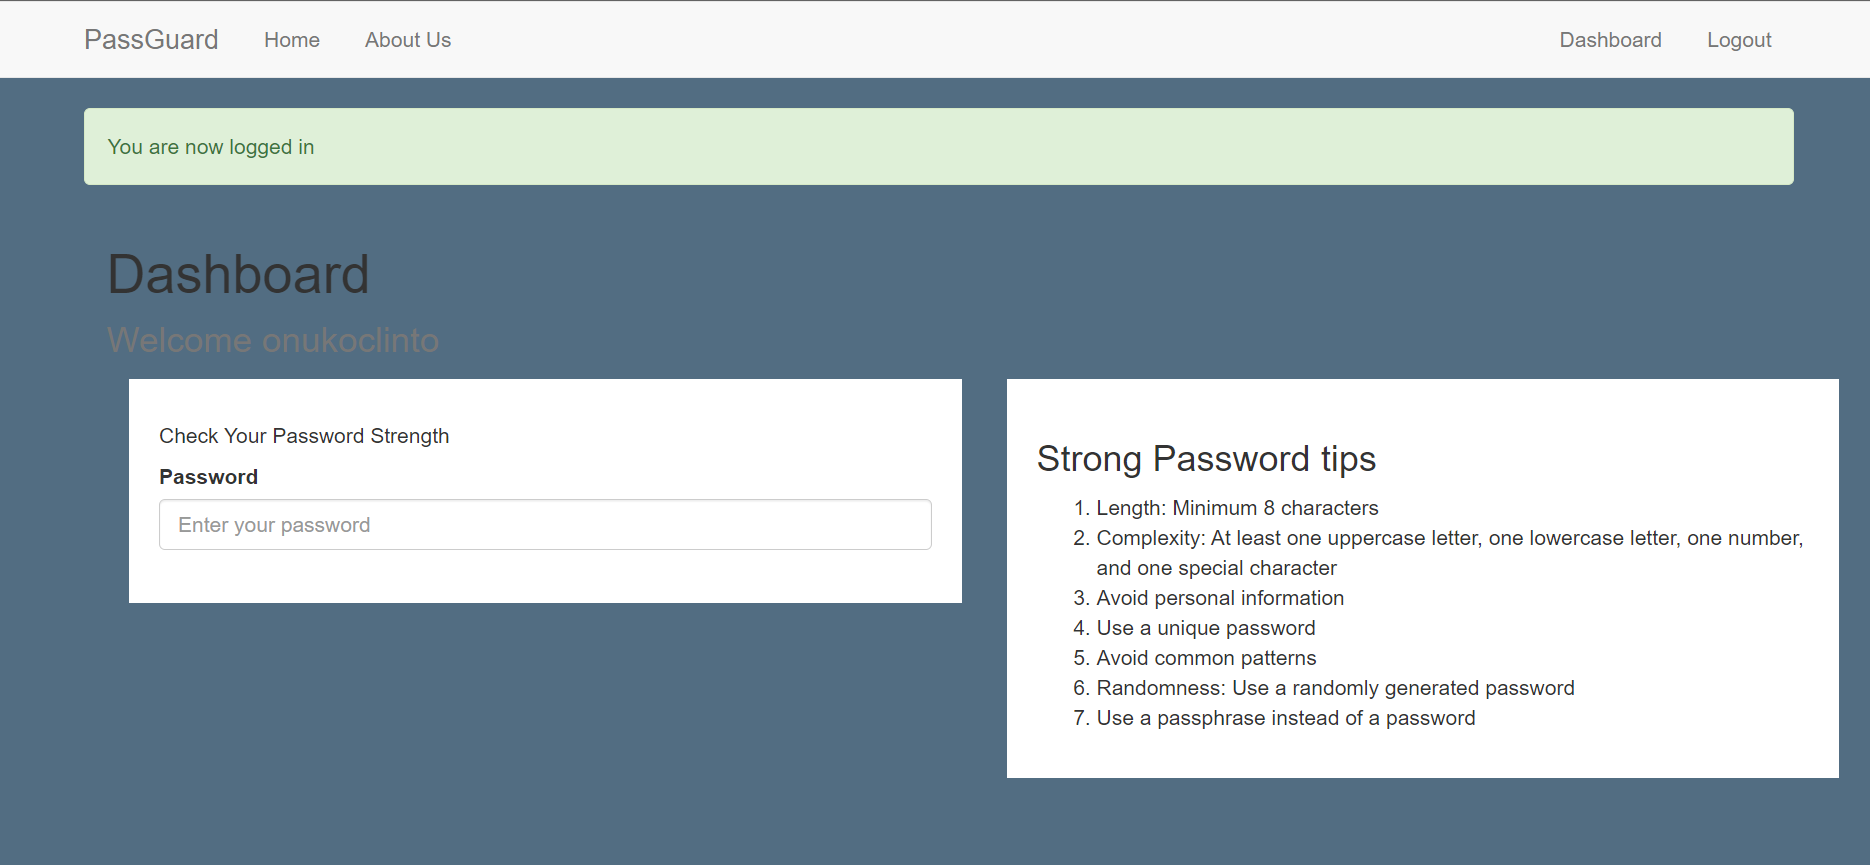 PassGuard Home About Us Dashboard Logout
You are now logged in
Dashboard
Welcome onukoclinto
Check Your Password Strength
Password
Enter your password
Strong Password tips
1. Length: Minimum 8 characters
2. Complexity: At least one uppercase letter, one lowercase letter, one number,
and one special character
3. Avoid personal information
4. Use a unique password
5. Avoid common patterns
6. Randomness: Use a randomly generated password
7. Use a passphrase instead of a password